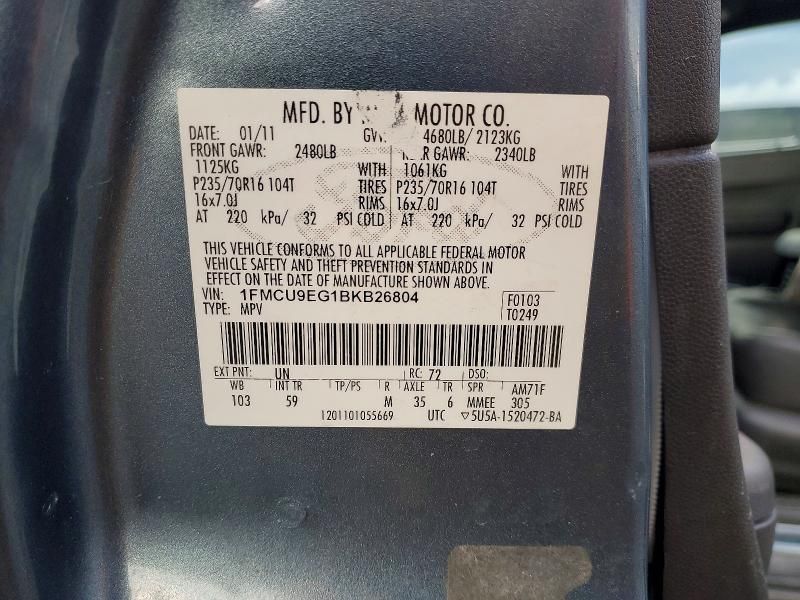 MFD. BY MOTOR CO.
DATE: 01/11 GV 4680LB/ 2123KG
FRONT GAWR: 2480LB R GAWR: 2340LB
1125KG WITH 1061KG WITH
P235/70R16 104T TIRES P235/70R16 104T TIRES
16x7.0J RIMS 16x7.0J RIMS
AT 220 kPa/ 32 PSI COLD AT 220 kPa/ 32 PSI COLD
THIS VEHICLE CONFORMS TO ALL APPLICABLE FEDERAL MOTOR
VEHICLE SAFETY AND THEFT PREVENTION STANDARDS IN
EFFECT ON THE DATE OF MANUFACTURE SHOWN ABOVE.
VIN: 1FMCU9EG1BKB26804 F0103
TYPE: MPV T0249
EXT PNT: UN RC: 72 DSO:
WB INT TR TP/PS R AXLE TR SPR AM71F
103 59 M 35 6 MMEE 305
1201101055669 UTC ▽5U5A-1520472-BA